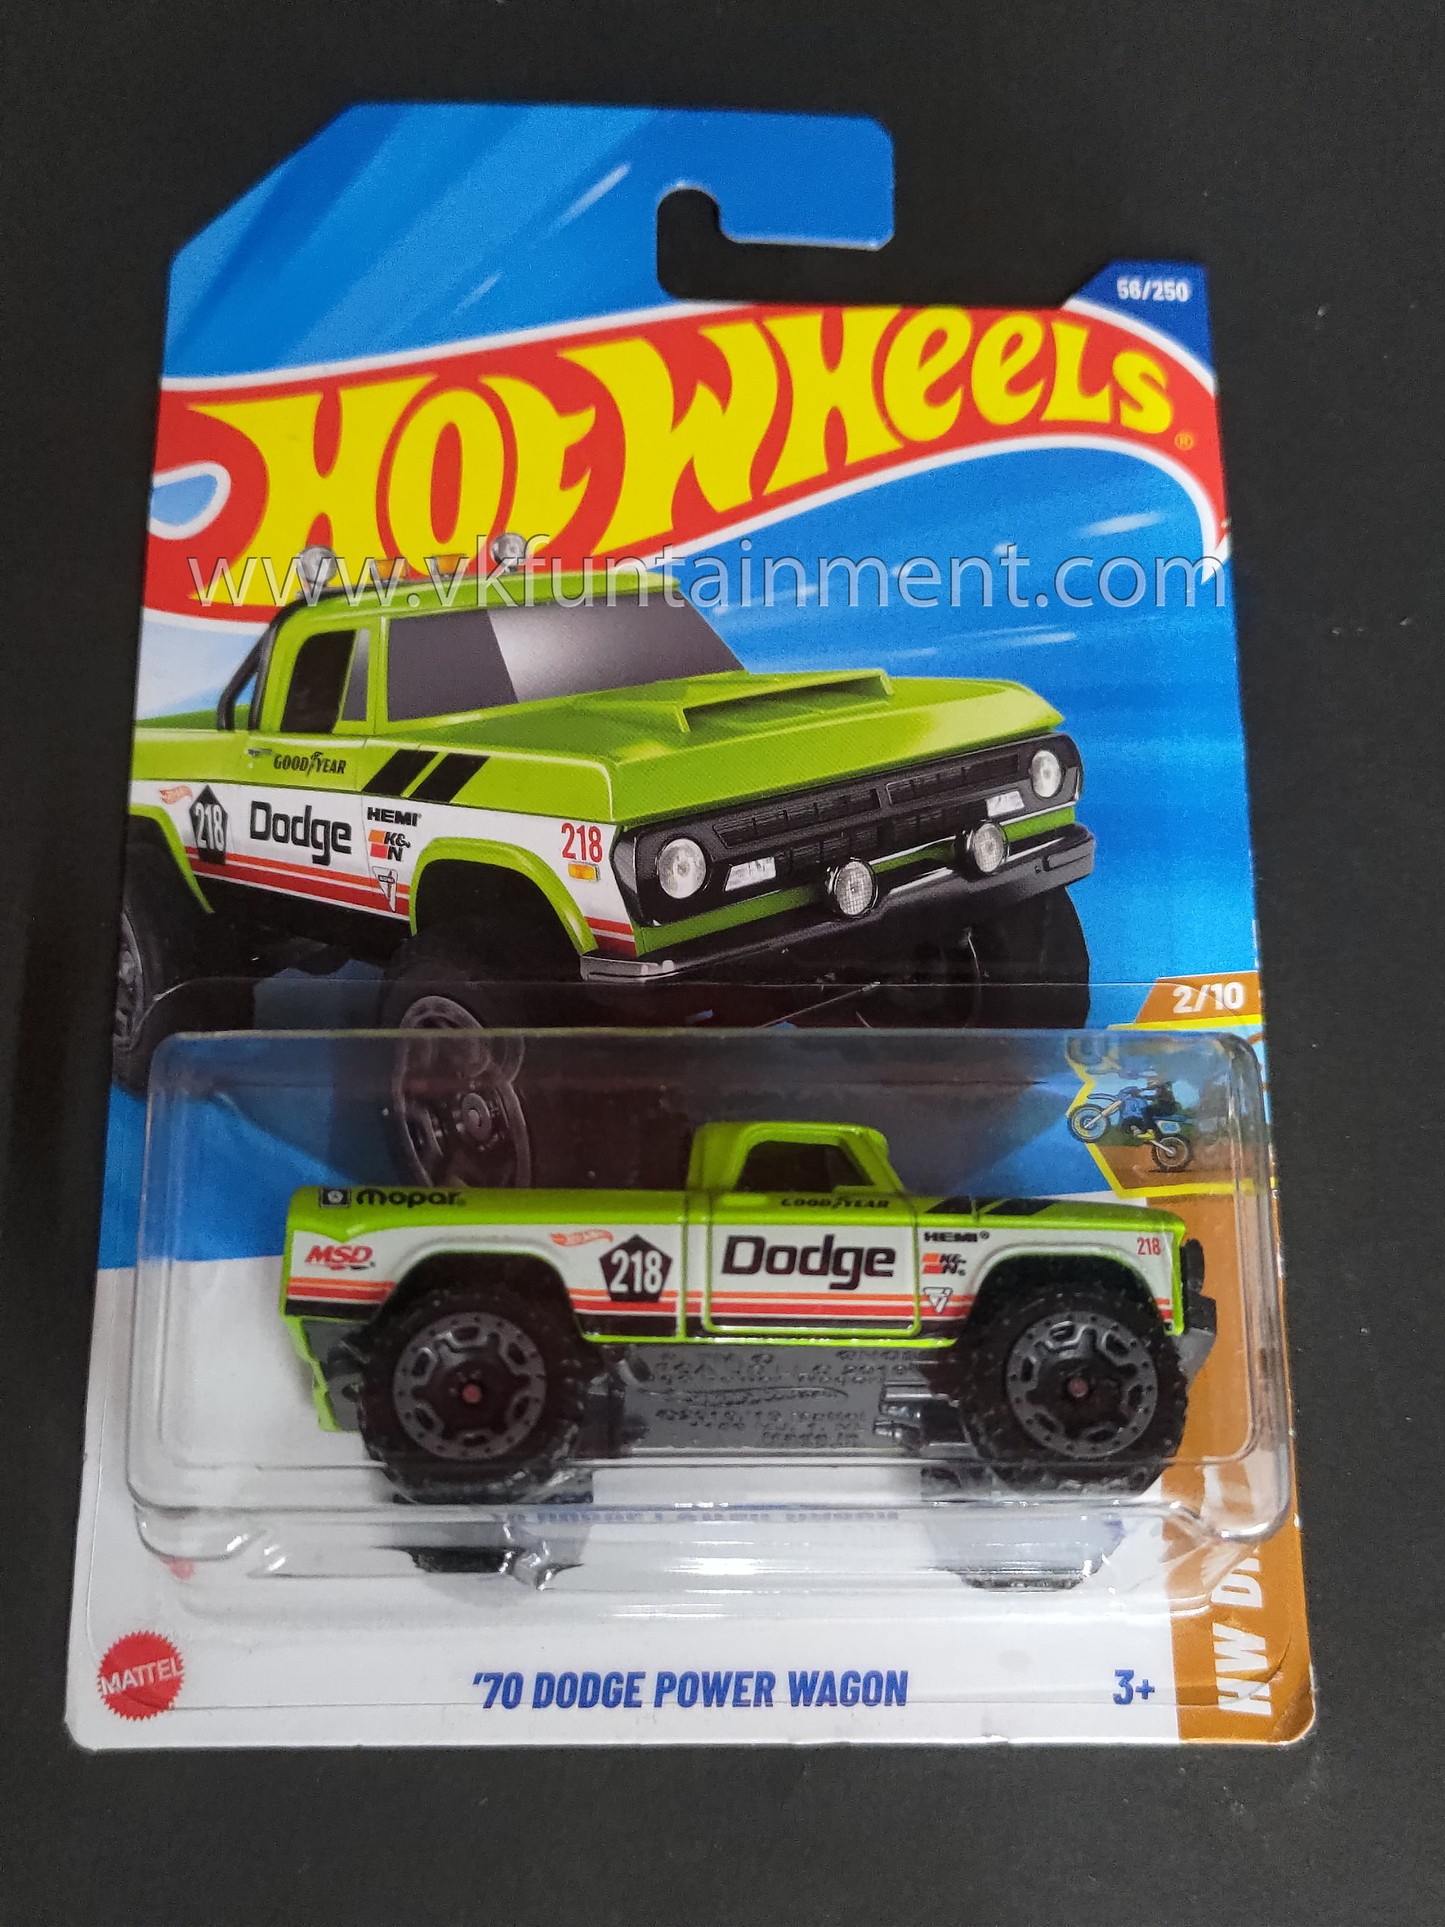 56/250
HOT WHEELS®
www.vkfuntainment.com
GOODYEAR
218
Dodge
HEMI
K&N
218
2/10
mopar
GOODYEAR
MSD
218
Dodge
HEMI®
K&N
218
HW
MATTEL
'70 DODGE POWER WAGON
3+